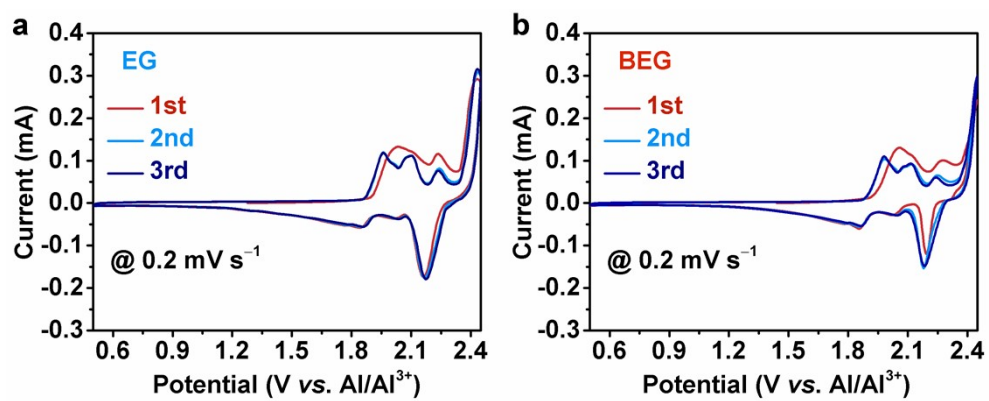 a
EG
1st
2nd
3rd
@ 0.2 mV s⁻¹
Current (mA)
0.4
0.3
0.2
0.1
0.0
-0.1
-0.2
-0.3
0.6 0.9 1.2 1.5 1.8 2.1 2.4
Potential (V vs. Al/Al³⁺)
b
BEG
1st
2nd
3rd
@ 0.2 mV s⁻¹
Current (mA)
0.4
0.3
0.2
0.1
0.0
-0.1
-0.2
-0.3
0.6 0.9 1.2 1.5 1.8 2.1 2.4
Potential (V vs. Al/Al³⁺)